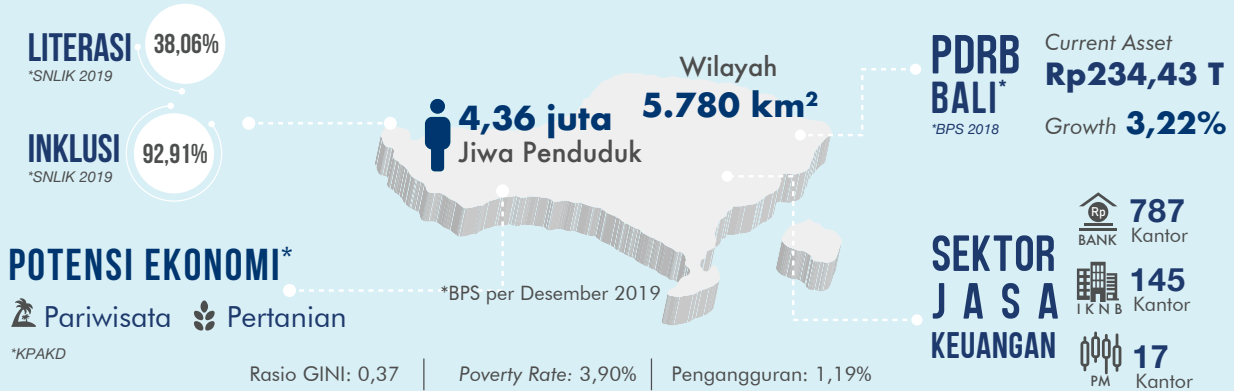 LITERASI
*SNLIK 2019
38,06%
INKLUSI
*SNLIK 2019
92,91%
4,36 juta
Jiwa Penduduk
Wilayah
5.780 km²
PDRB
BALI*
*BPS 2018
Current Asset
Rp234,43 T
Growth 3,22%
POTENSI EKONOMI*
Pariwisata Pertanian
*KPAKD
*BPS per Desember 2019
SEKTOR
JASA
KEUANGAN
Rp
BANK
787
Kantor
IKNB
145
Kantor
PM
17
Kantor
Rasio GINI: 0,37 Poverty Rate: 3,90% Pengangguran: 1,19%